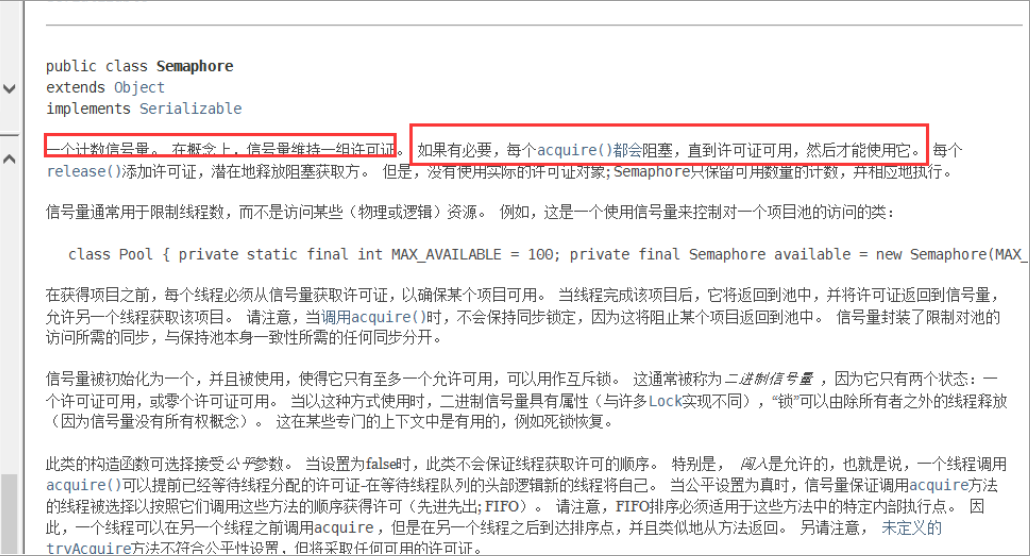 public class Semaphore
extends Object
implements Serializable
一个计数信号量。 在概念上，信号量维持一组许可证。 如果有必要，每个acquire()都会阻塞，直到许可证可用，然后才能使用它。 每个
release()添加许可证，潜在地释放阻塞获取方。 但是，没有使用实际的许可证对象; Semaphore只保留可用数量的计数，并相应地执行。
信号量通常用于限制线程数，而不是访问某些（物理或逻辑）资源。 例如，这是一个使用信号量来控制对一个项目池的访问的类：
class Pool { private static final int MAX_AVAILABLE = 100; private final Semaphore available = new Semaphore(MAX_
在获得项目之前，每个线程必须从信号量获取许可证，以确保某个项目可用。 当线程完成该项目后，它将返回到池中，并将许可证返回到信号量，
允许另一个线程获取该项目。 请注意，当调用acquire()时，不会保持同步锁定，因为这将阻止某个项目返回到池中。 信号量封装了限制对池的
访问所需的同步，与保持池本身一致性所需的任何同步分开。
信号量被初始化为一个，并且被使用，使得它只有至多一个允许可用，可以用作互斥锁。 这通常被称为二进制信号量 ，因为它只有两个状态：一
个许可证可用，或零个许可证可用。 当以这种方式使用时，二进制信号量具有属性（与许多Lock实现不同），“锁”可以由除所有者之外的线程释放
（因为信号量没有所有权概念）。 这在某些专门的上下文中是有用的，例如死锁恢复。
此类的构造函数可选择接受公平参数。 当设置为false时，此类不会保证线程获取许可的顺序。 特别是， 闯入是允许的，也就是说，一个线程调用
acquire()可以提前已经等待线程分配的许可证-在等待线程队列的头部逻辑新的线程将自己。 当公平设置为真时，信号量保证调用acquire方法
的线程被选择以按照它们调用这些方法的顺序获得许可（先进先出; FIFO）。 请注意，FIFO排序必须适用于这些方法中的特定内部执行点。 因
此，一个线程可以在另一个线程之前调用acquire ，但是在另一个线程之后到达排序点，并且类似地从方法返回。 另请注意， 未定义的
tryAcquire方法不符合公平性设置，但将采取任何可用的许可证。